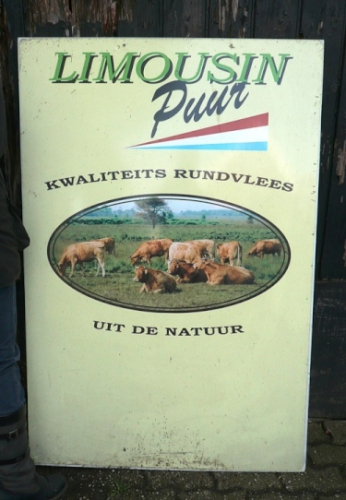 LIMOUSIN
Puur
KWALITEITS RUNDVLEES
UIT DE NATUUR